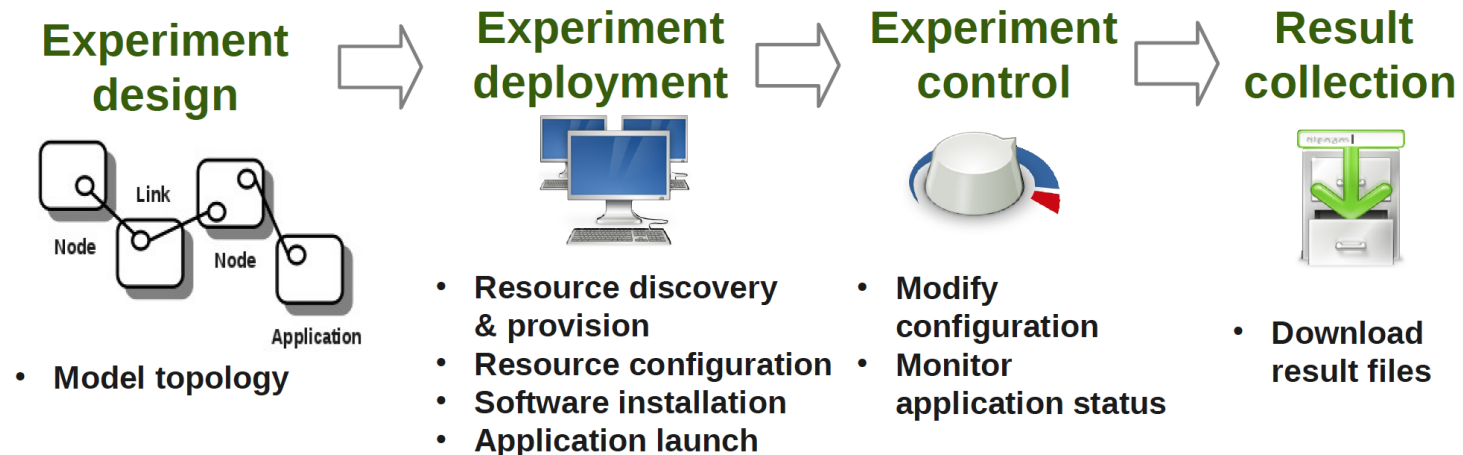 Experiment
design
Experiment
deployment
Experiment
control
Result
collection
Link
Node
Node
Application
• Model topology
• Resource discovery
& provision
• Resource configuration
• Software installation
• Application launch
• Modify
configuration
• Monitor
application status
• Download
result files